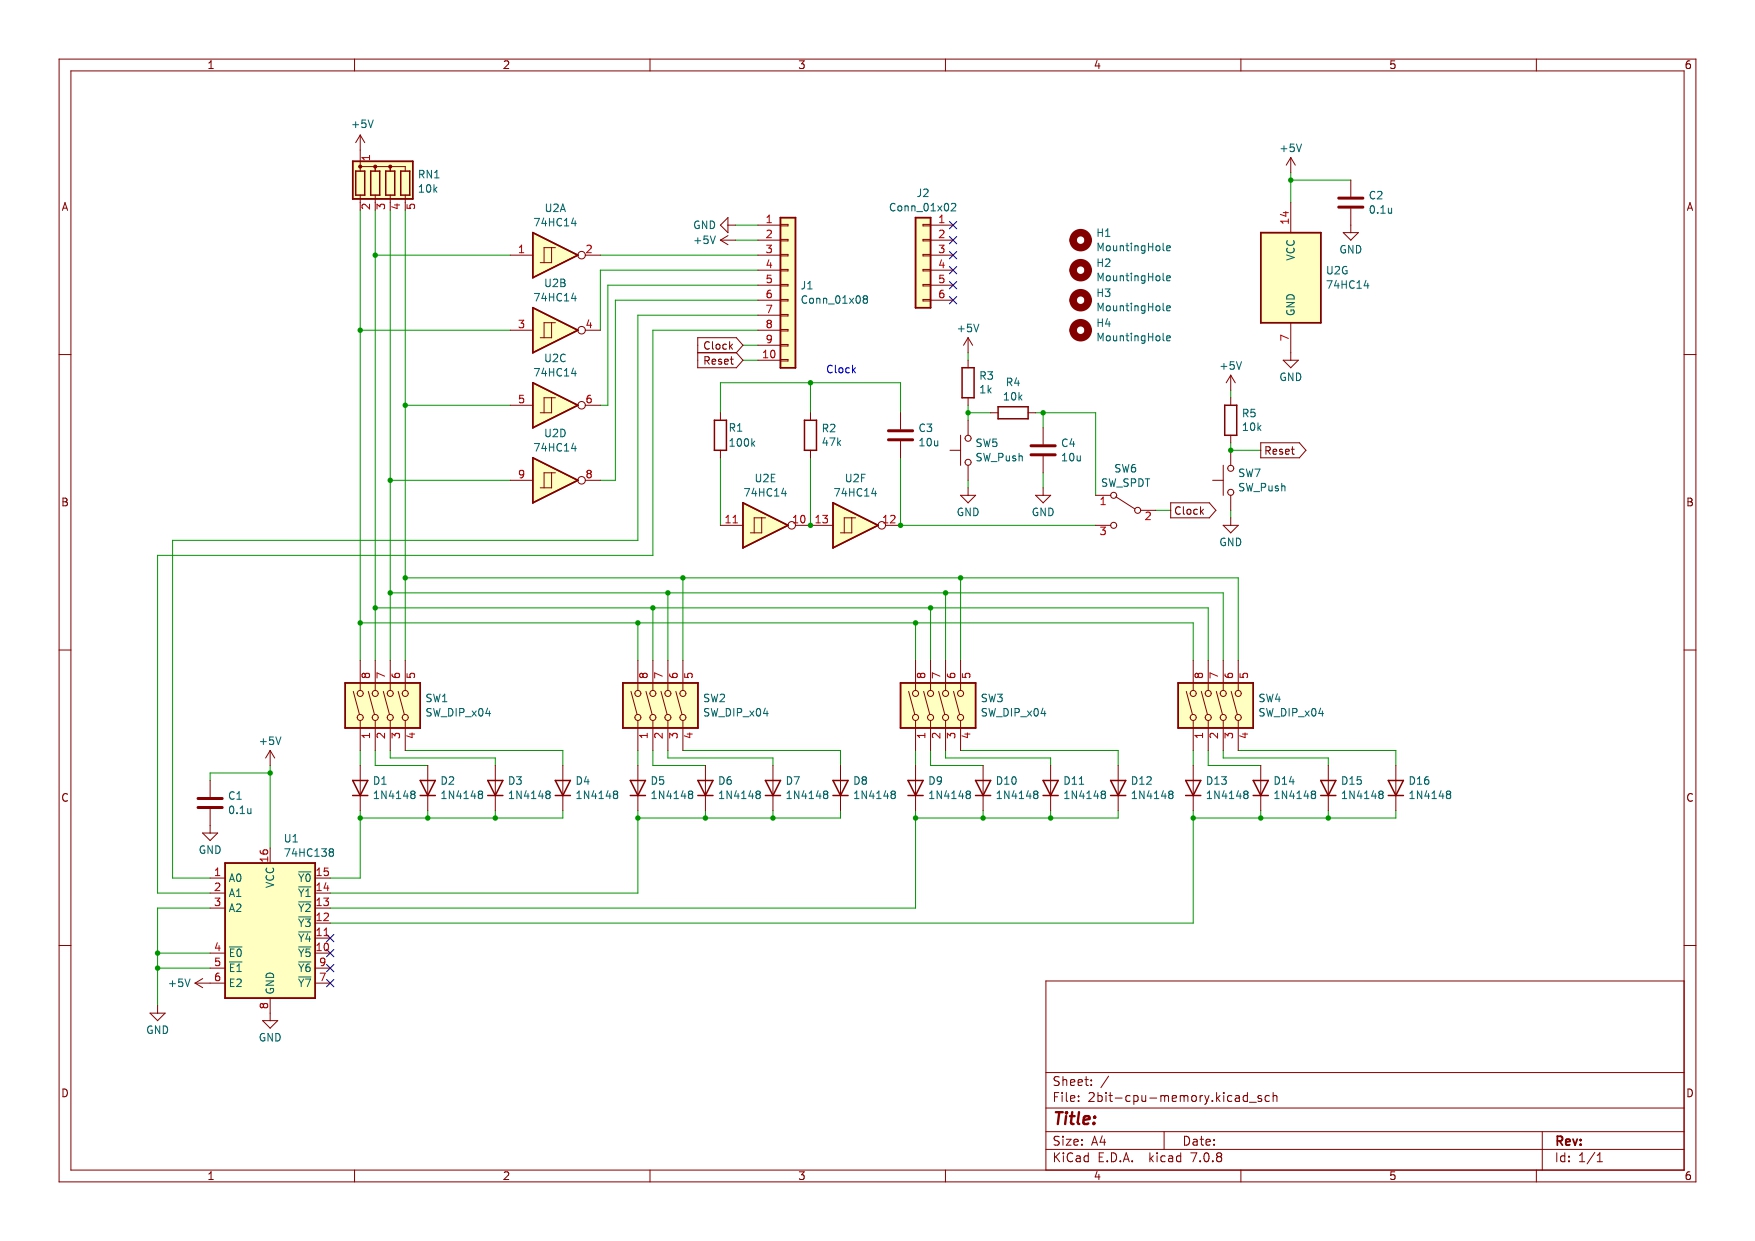 1 2 3 4 5 6
A
B
C
D
A
B
C
D
+5V
1
RN1
10k
2 3 4 5
U2A
74HC14
1 2
U2B
74HC14
3 4
U2C
74HC14
5 6
U2D
74HC14
9 8
GND
+5V
1
2
3
4
5
6
7
8
9
10
Clock
Reset
J1
Conn_01x08
J2
Conn_01x02
1
2
3
4
5
6
H1
MountingHole
H2
MountingHole
H3
MountingHole
H4
MountingHole
+5V
C2
0.1u
GND
14
VCC
GND
7
U2G
74HC14
GND
Clock
R1
100k
R2
47k
C3
10u
U2E
74HC14
11 10
U2F
74HC14
13 12
+5V
R3
1k
R4
10k
SW5
SW_Push
C4
10u
GND
GND
SW6
SW_SPDT
1
2
3
Clock
+5V
R5
10k
Reset
SW7
SW_Push
GND
8 7 6 5
SW1
SW_DIP_x04
1 2 3 4
8 7 6 5
SW2
SW_DIP_x04
1 2 3 4
8 7 6 5
SW3
SW_DIP_x04
1 2 3 4
8 7 6 5
SW4
SW_DIP_x04
1 2 3 4
D1
1N4148
D2
1N4148
D3
1N4148
D4
1N4148
D5
1N4148
D6
1N4148
D7
1N4148
D8
1N4148
D9
1N4148
D10
1N4148
D11
1N4148
D12
1N4148
D13
1N4148
D14
1N4148
D15
1N4148
D16
1N4148
+5V
C1
0.1u
GND
U1
74HC138
16
VCC
1 A0
2 A1
3 A2
4 E0
5 E1
6 E2
+5V
Y0 15
Y1 14
Y2 13
Y3 12
Y4 11
Y5 10
Y6 9
Y7 7
GND
8
GND
GND
Sheet: /
File: 2bit-cpu-memory.kicad_sch
Title:
Size: A4 Date: Rev:
KiCad E.D.A. kicad 7.0.8 Id: 1/1
1 2 3 4 5 6